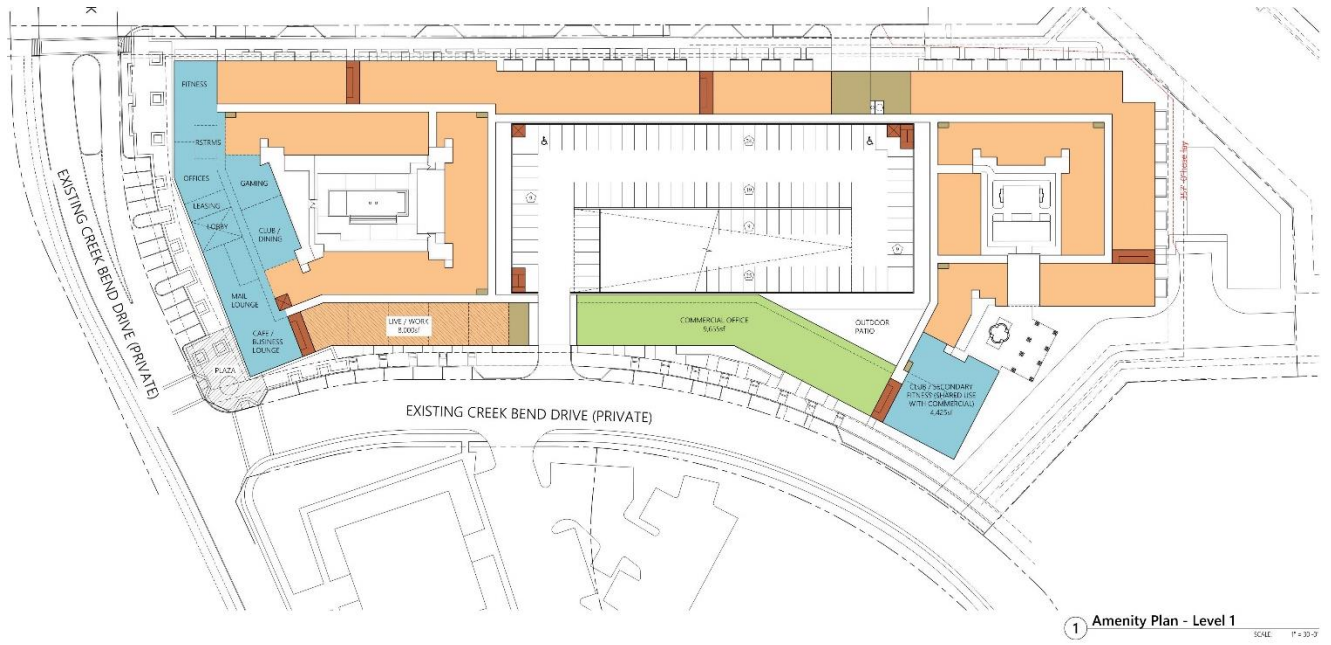 FITNESS
RSTRMS
OFFICES
GAMING
LEASING
LOBBY
CLUB /
DINING
MAIL
LOUNGE
CAFE /
BUSINESS
LOUNGE
PLAZA
LIVE / WORK
8,000sf
COMMERCIAL OFFICE
9,655sf
OUTDOOR
PATIO
CLUB / SECONDARY
FITNESS (SHARED USE
WITH COMMERCIAL)
4,425sf
EXISTING CREEK BEND DRIVE (PRIVATE)
EXISTING CREEK BEND DRIVE (PRIVATE)
1
Amenity Plan - Level 1
SCALE